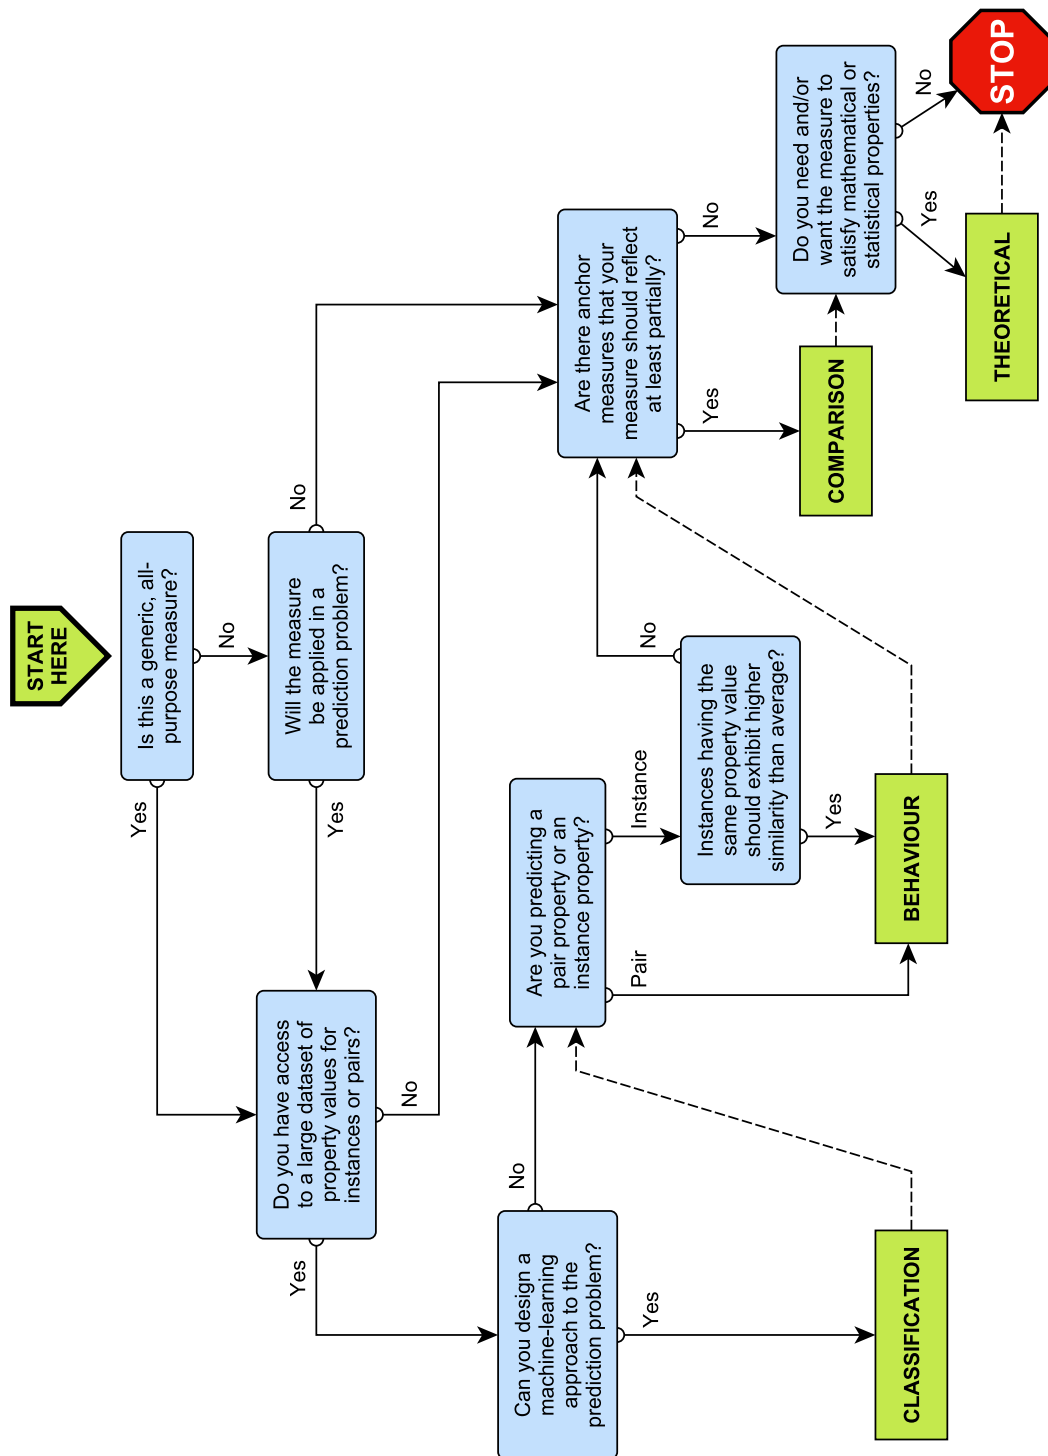 START
HERE
Is this a generic, all-
purpose measure?
Yes
No
Will the measure
be applied in a
prediction problem?
Yes
No
Do you have access
to a large dataset of
property values for
instances or pairs?
Yes
No
Can you design a
machine-learning
approach to the
prediction problem?
No
Yes
CLASSIFICATION
Are you predicting a
pair property or an
instance property?
Pair
Instance
Instances having the
same property value
should exhibit higher
similarity than average?
No
Yes
BEHAVIOUR
Are there anchor
measures that your
measure should reflect
at least partially?
Yes
No
COMPARISON
Do you need and/or
want the measure to
satisfy mathematical or
statistical properties?
Yes
No
THEORETICAL
STOP